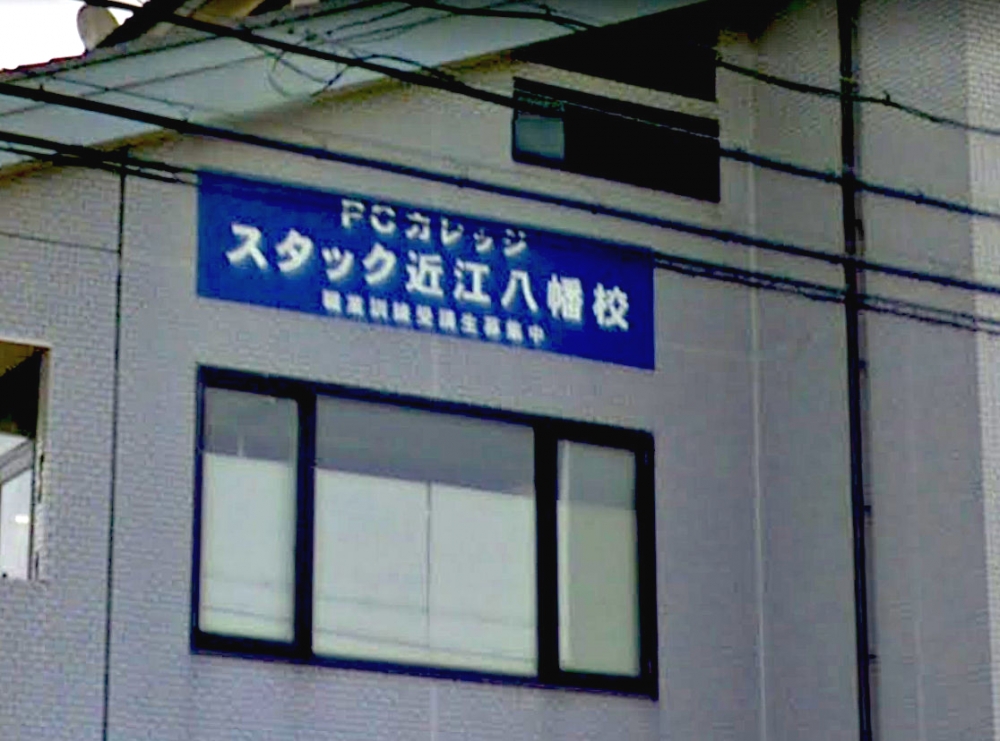 PCカレッジ
スタック近江八幡校
職業訓練受講生募集中